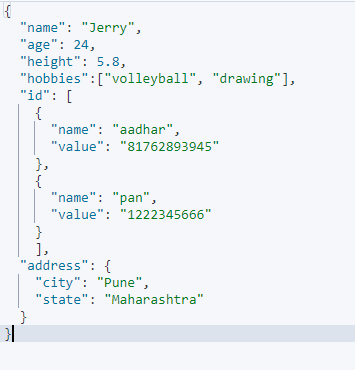 {
  "name": "Jerry",
  "age": 24,
  "height": 5.8,
  "hobbies":["volleyball", "drawing"],
  "id": [
    {
      "name": "aadhar",
      "value": "81762893945"
    },
    {
      "name": "pan",
      "value": "1222345666"
    }
    ],
  "address": {
    "city": "Pune",
    "state": "Maharashtra"
  }
}